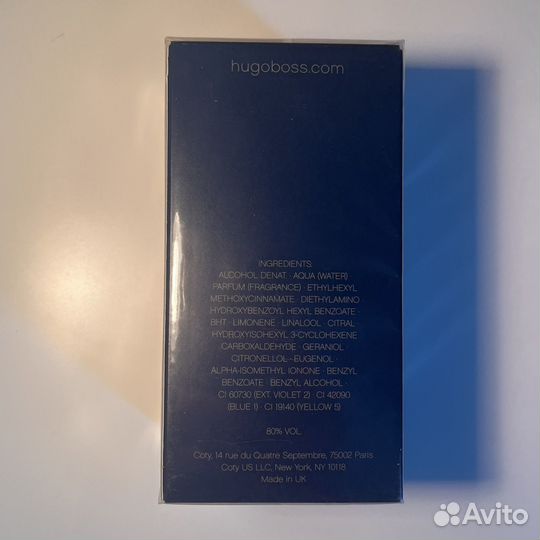 hugoboss.com
INGREDIENTS:
ALCOHOL DENAT. · AQUA (WATER) ·
PARFUM (FRAGRANCE) · ETHYLHEXYL
METHOXYCINNAMATE · DIETHYLAMINO
HYDROXYBENZOYL HEXYL BENZOATE ·
BHT · LIMONENE · LINALOOL · CITRAL
HYDROXYISOHEXYL 3-CYCLOHEXENE
CARBOXALDEHYDE · GERANIOL ·
CITRONELLOL · EUGENOL ·
ALPHA-ISOMETHYL IONONE · BENZYL
BENZOATE · BENZYL ALCOHOL ·
CI 60730 (EXT. VIOLET 2) · CI 42090
(BLUE 1) · CI 19140 (YELLOW 5)
80% VOL.
Coty, 14 rue du Quatre Septembre, 75002 Paris
Coty US LLC, New York, NY 10118
Made in UK
Avito